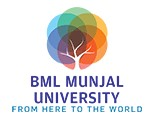 BML MUNJAL
UNIVERSITY
FROM HERE TO THE WORLD